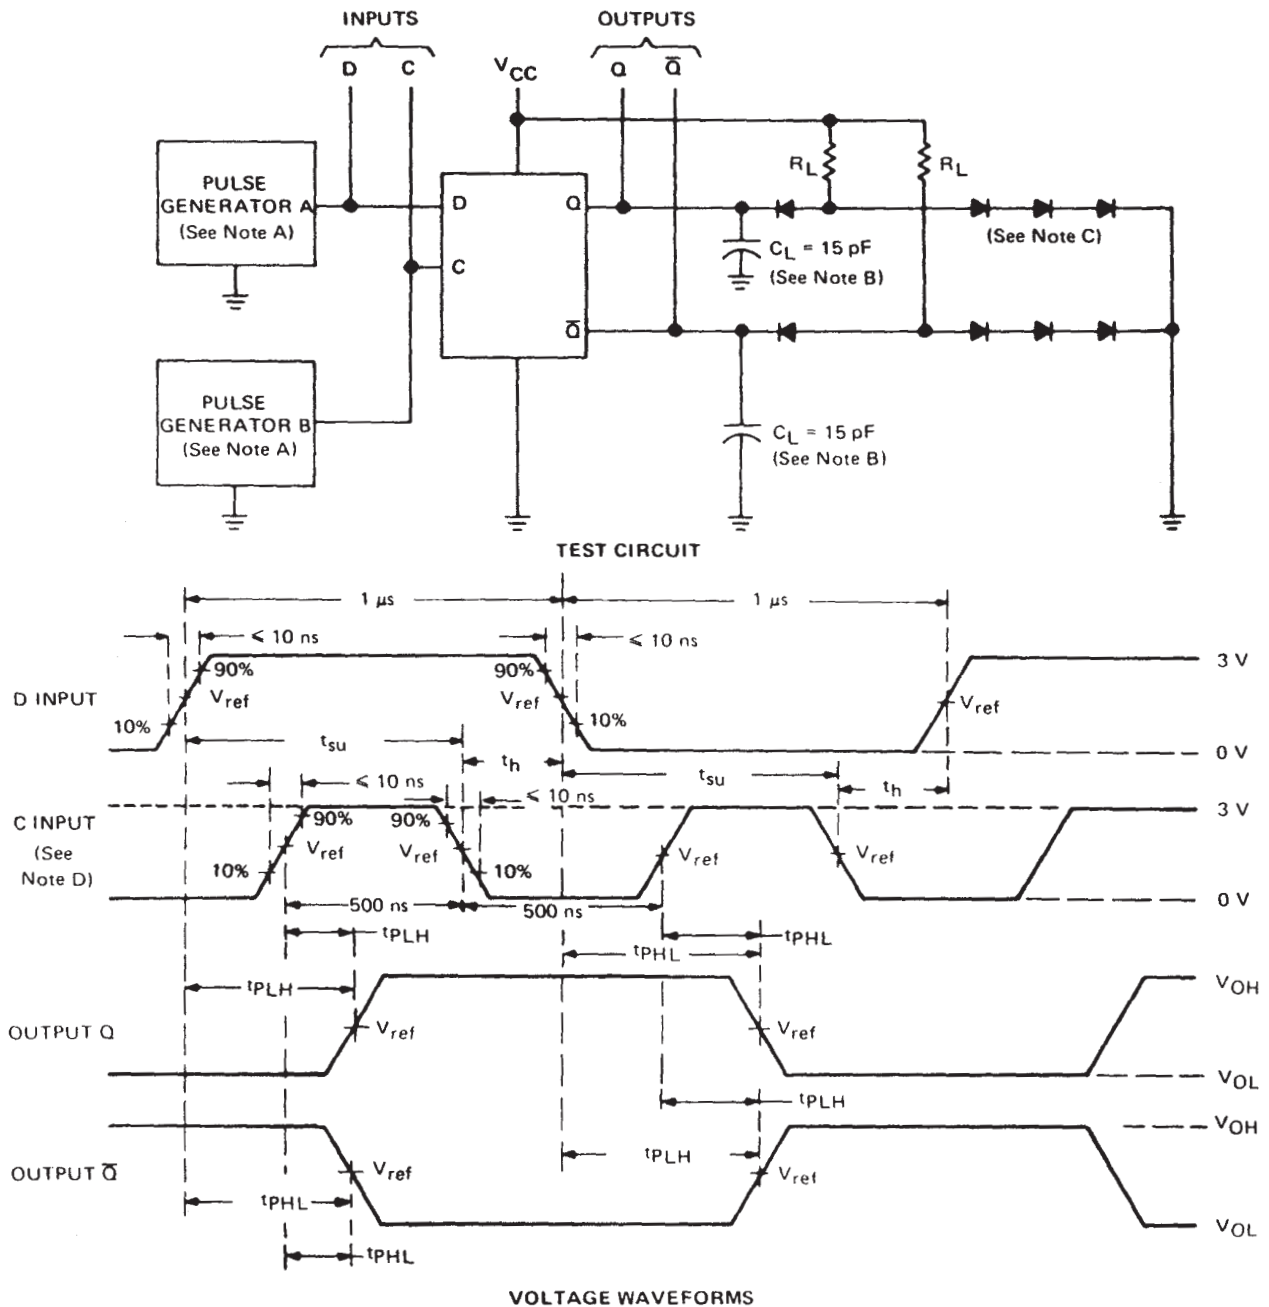 INPUTS
OUTPUTS
D
C
VCC
Q
Q̅
PULSE
GENERATOR A
(See Note A)
D
Q
C
Q̅
RL
RL
CL = 15 pF
(See Note B)
(See Note C)
PULSE
GENERATOR B
(See Note A)
CL = 15 pF
(See Note B)
TEST CIRCUIT
1 μs
1 μs
⩽ 10 ns
⩽ 10 ns
D INPUT
90%
Vref
10%
90%
Vref
10%
Vref
3 V
0 V
tsu
th
tsu
th
⩽ 10 ns
⩽ 10 ns
C INPUT
(See
Note D)
90%
Vref
10%
90%
Vref
10%
Vref
Vref
3 V
0 V
500 ns
500 ns
tPLH
tPHL
tPHL
tPLH
OUTPUT Q
Vref
Vref
VOH
VOL
tPLH
VOH
OUTPUT Q̅
Vref
tPLH
Vref
tPHL
VOL
tPHL
VOLTAGE WAVEFORMS